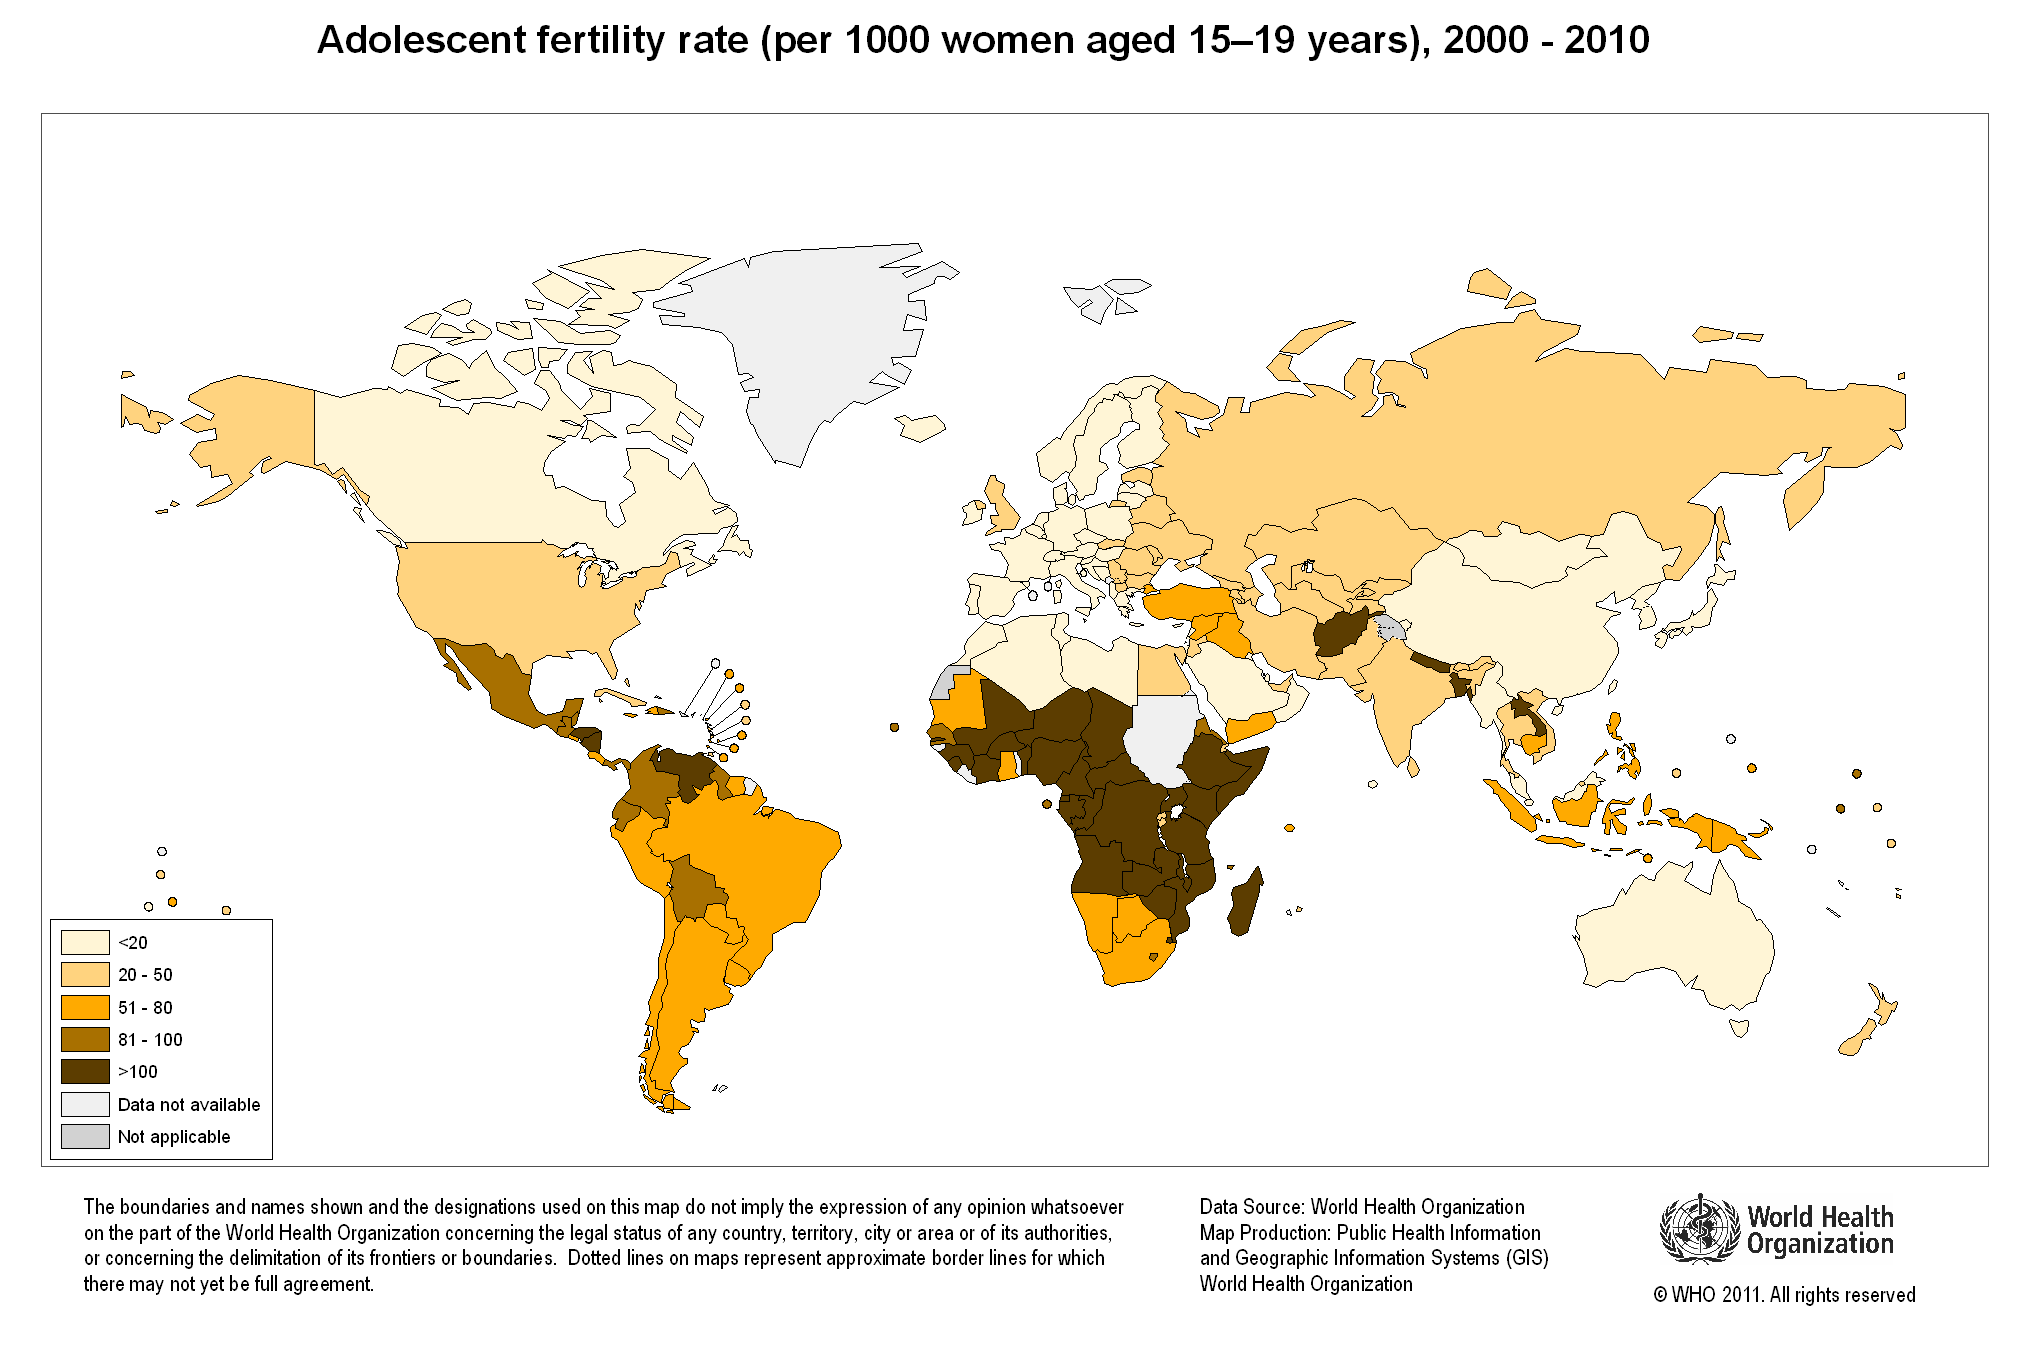 Adolescent fertility rate (per 1000 women aged 15–19 years), 2000 - 2010
<20
20 - 50
51 - 80
81 - 100
>100
Data not available
Not applicable
The boundaries and names shown and the designations used on this map do not imply the expression of any opinion whatsoever
on the part of the World Health Organization concerning the legal status of any country, territory, city or area or of its authorities,
or concerning the delimitation of its frontiers or boundaries.  Dotted lines on maps represent approximate border lines for which
there may not yet be full agreement.
Data Source: World Health Organization
Map Production: Public Health Information
and Geographic Information Systems (GIS)
World Health Organization
World Health
Organization
© WHO 2011. All rights reserved